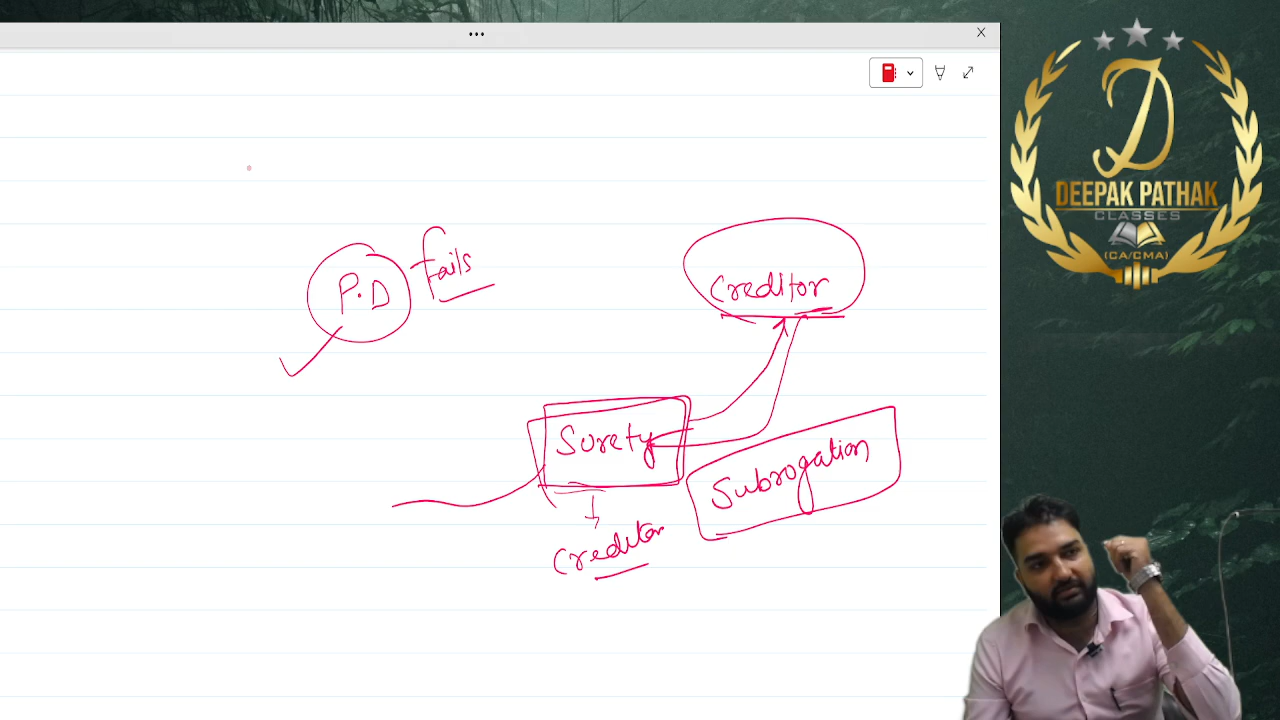 P.D fails
Creditor
Surety
Subrogation
Creditor
D
DEEPAK PATHAK
CLASSES
(CA/CMA)